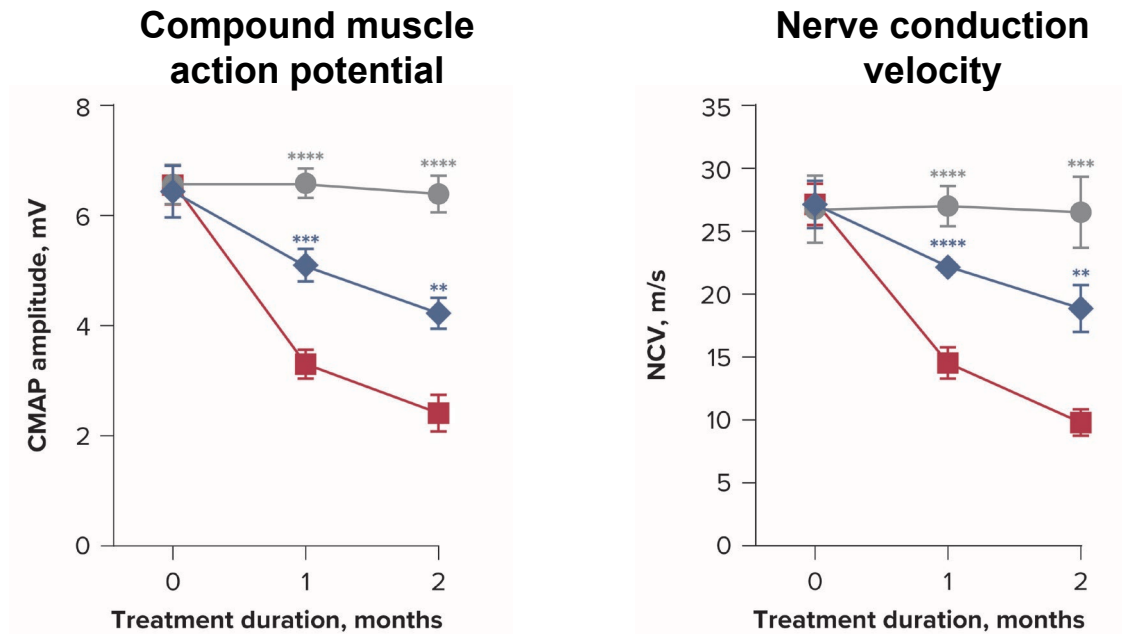 Compound muscle
action potential
8
6
4
2
0
CMAP amplitude, mV
****
****
***
**
0 1 2
Treatment duration, months
Nerve conduction
velocity
35
30
25
20
15
10
5
0
NCV, m/s
****
***
****
**
0 1 2
Treatment duration, months